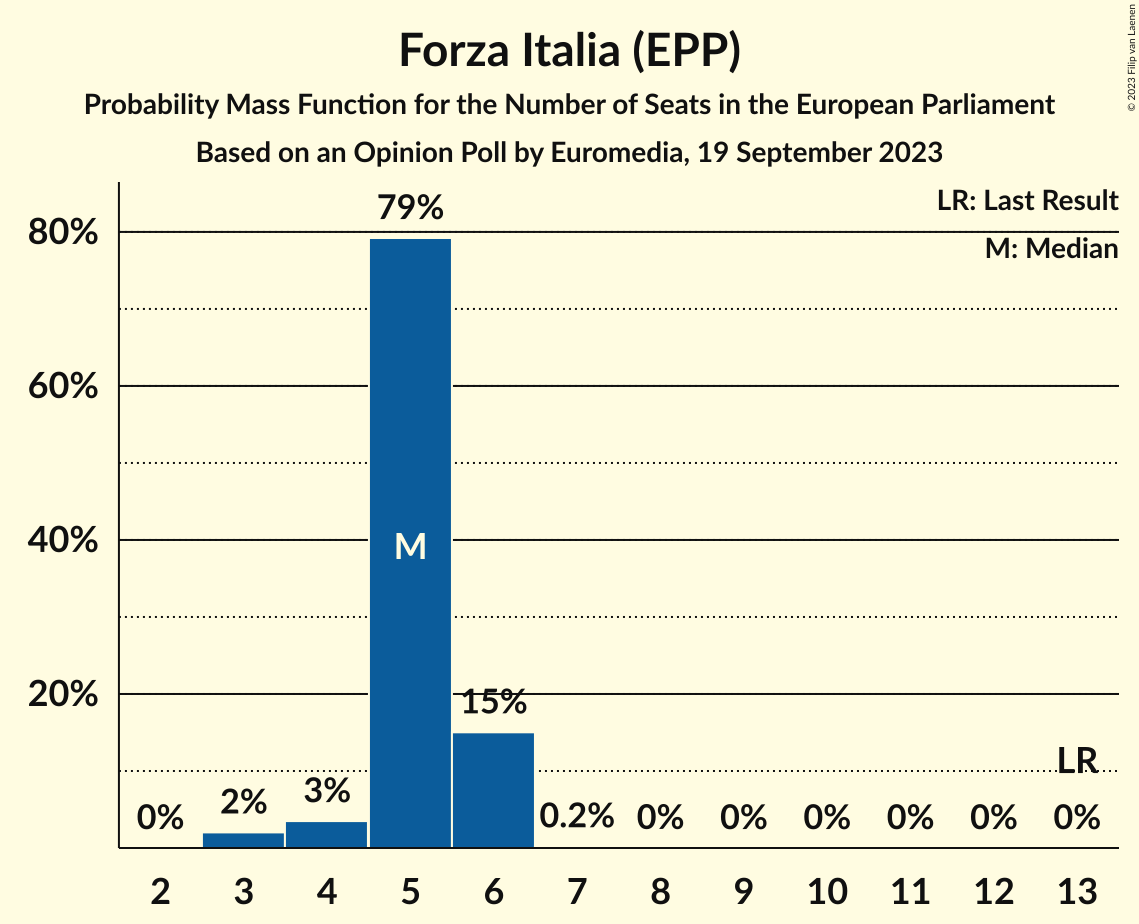 Forza Italia (EPP)
Probability Mass Function for the Number of Seats in the European Parliament
Based on an Opinion Poll by Euromedia, 19 September 2023
© 2023 Filip van Laenen
LR: Last Result
M: Median
80%
60%
40%
20%
0%
2%
3%
79%
M
15%
0.2%
0%
0%
0%
0%
0%
LR
0%
2 3 4 5 6 7 8 9 10 11 12 13